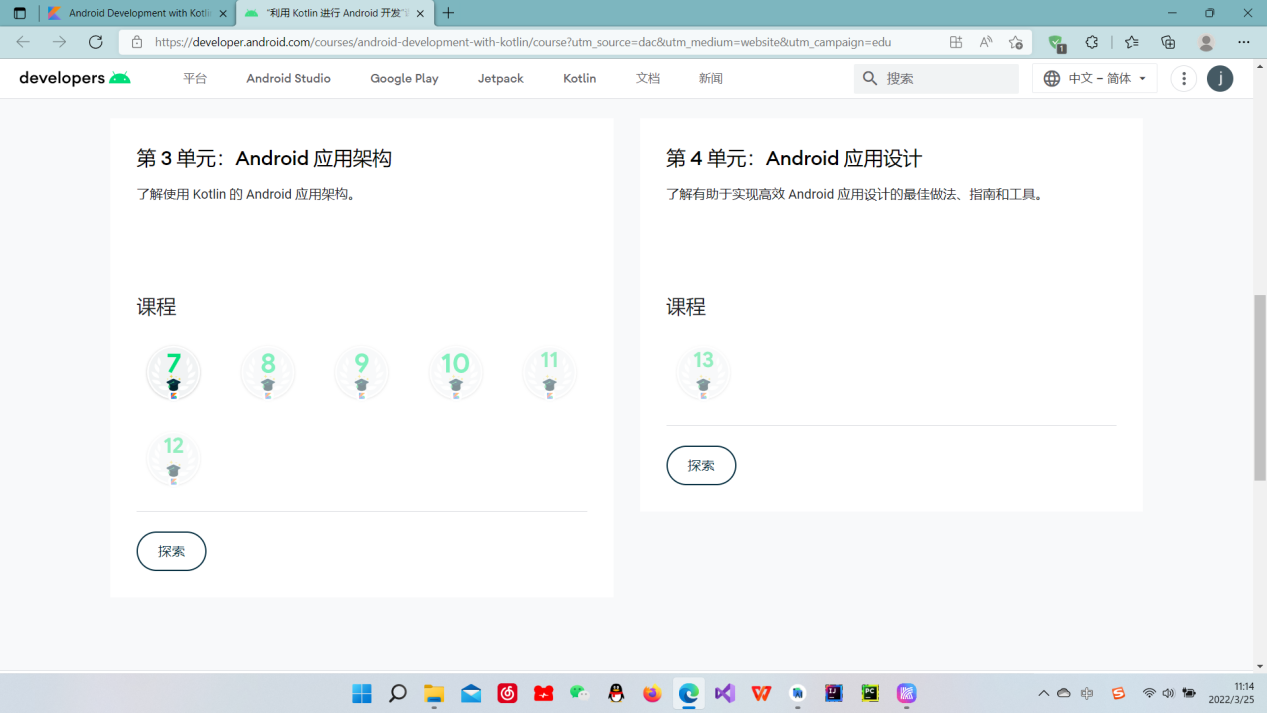 Android Development with Kotli
"利用 Kotlin 进行 Android 开发"
https://developer.android.com/courses/android-development-with-kotlin/course?utm_source=dac&utm_medium=website&utm_campaign=edu
developers
平台
Android Studio
Google Play
Jetpack
Kotlin
文档
新闻
搜索
中文 – 简体
j
第 3 单元：Android 应用架构
了解使用 Kotlin 的 Android 应用架构。
课程
7
8
9
10
11
12
探索
第 4 单元：Android 应用设计
了解有助于实现高效 Android 应用设计的最佳做法、指南和工具。
课程
13
探索
11:14
2022/3/25